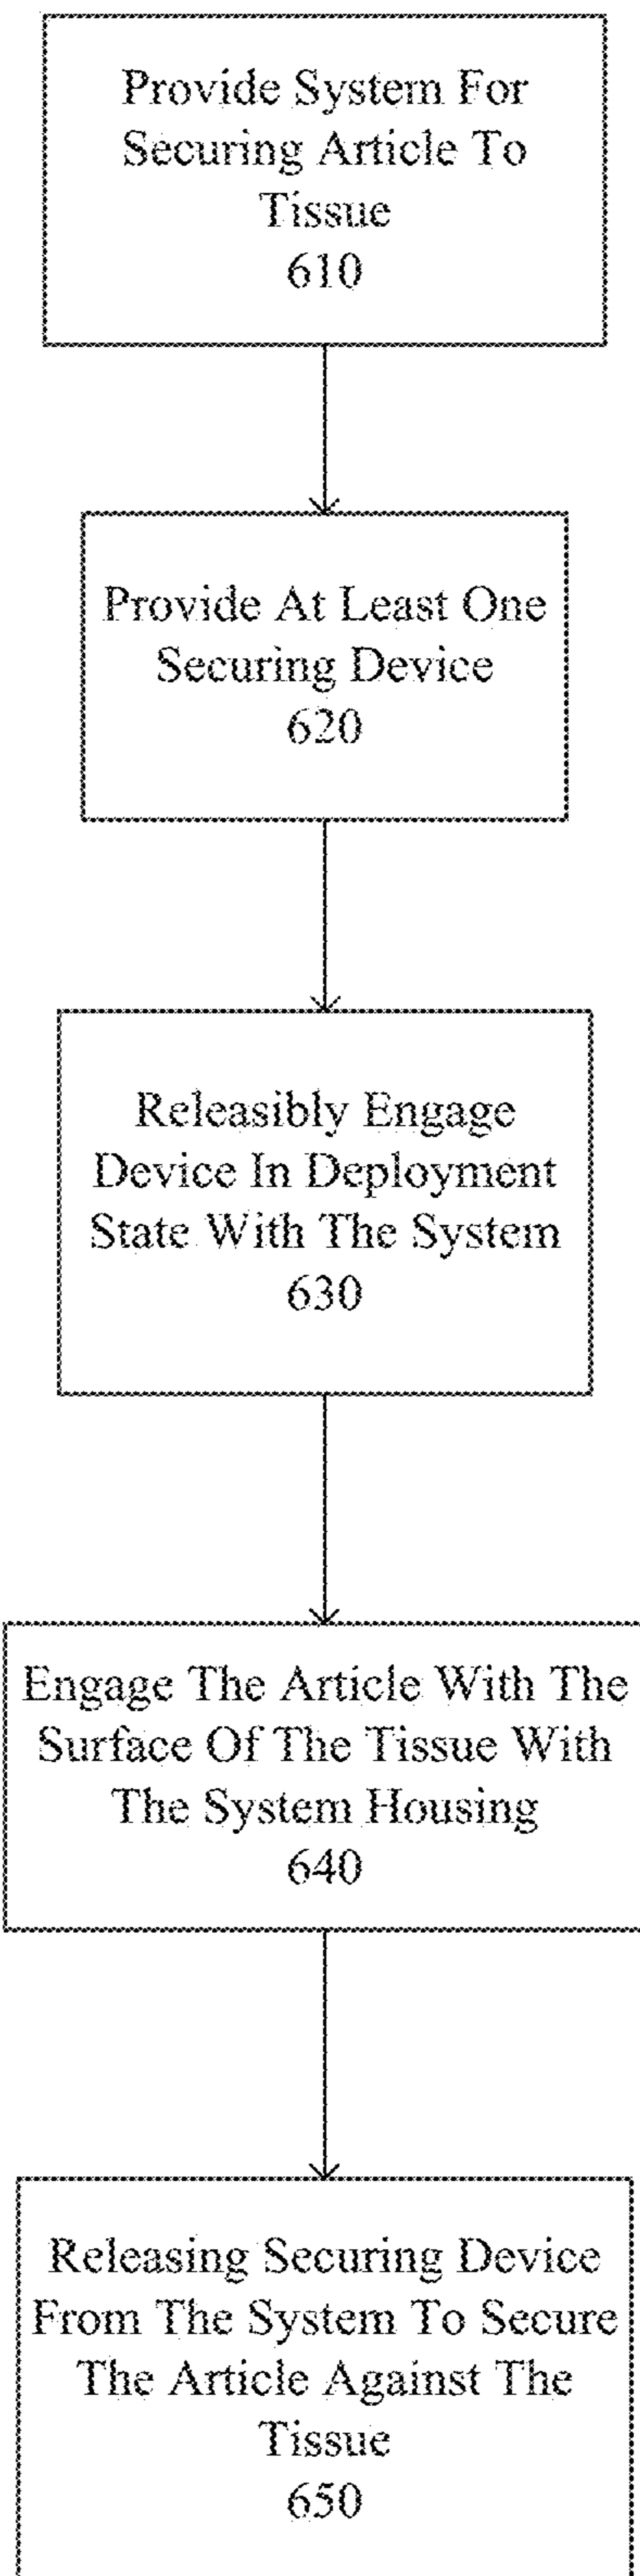 Provide System For
Securing Article To
Tissue
610
Provide At Least One
Securing Device
620
Releasibly Engage
Device In Deployment
State With The System
630
Engage The Article With The
Surface Of The Tissue With
The System Housing
640
Releasing Securing Device
From The System To Secure
The Article Against The
Tissue
650